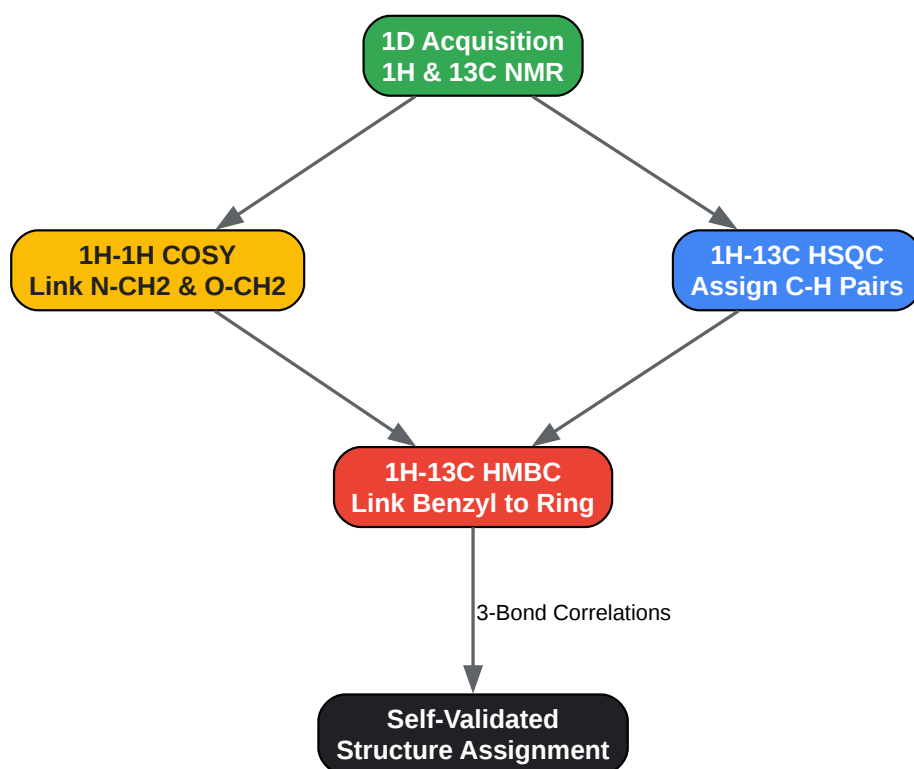 1D Acquisition
1H & 13C NMR
1H-1H COSY
Link N-CH2 & O-CH2
1H-13C HSQC
Assign C-H Pairs
1H-13C HMBC
Link Benzyl to Ring
3-Bond Correlations
Self-Validated
Structure Assignment